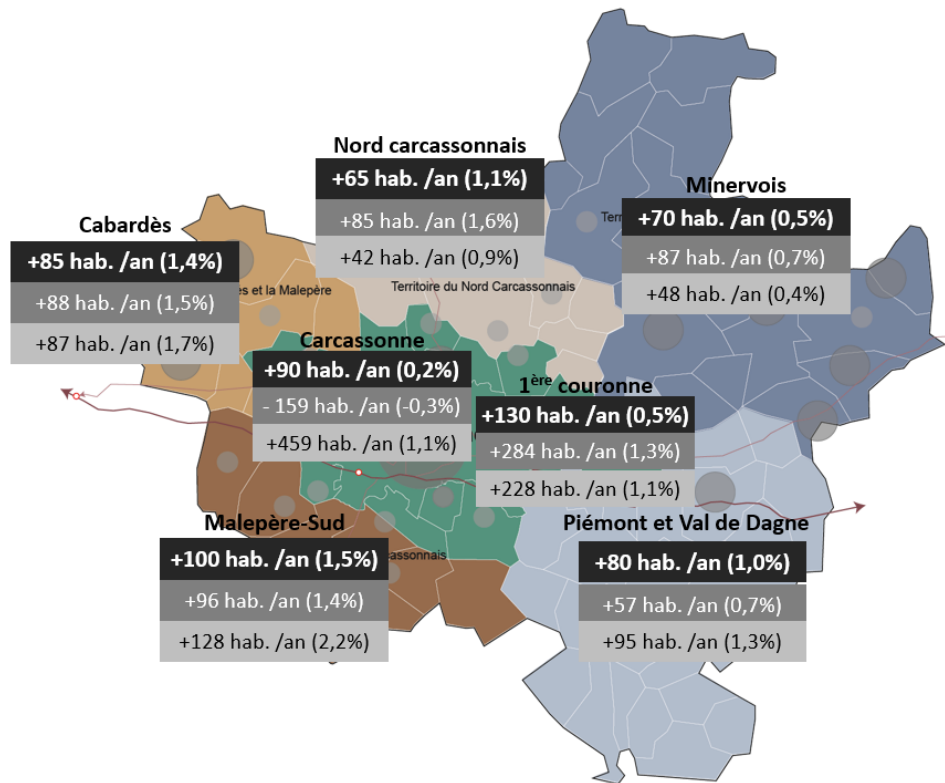 Nord carcassonnais
+65 hab. /an (1,1%)
+85 hab. /an (1,6%)
+42 hab. /an (0,9%)
Minervois
+70 hab. /an (0,5%)
+87 hab. /an (0,7%)
+48 hab. /an (0,4%)
Cabardès
+85 hab. /an (1,4%)
+88 hab. /an (1,5%)
+87 hab. /an (1,7%)
et la Malepère
Territoire du Nord Carcassonnais
Carcassonne
+90 hab. /an (0,2%)
- 159 hab. /an (-0,3%)
+459 hab. /an (1,1%)
1ère couronne
+130 hab. /an (0,5%)
+284 hab. /an (1,3%)
+228 hab. /an (1,1%)
Malepère-Sud
+100 hab. /an (1,5%)
+96 hab. /an (1,4%)
+128 hab. /an (2,2%)
Piémont et Val de Dagne
+80 hab. /an (1,0%)
+57 hab. /an (0,7%)
+95 hab. /an (1,3%)